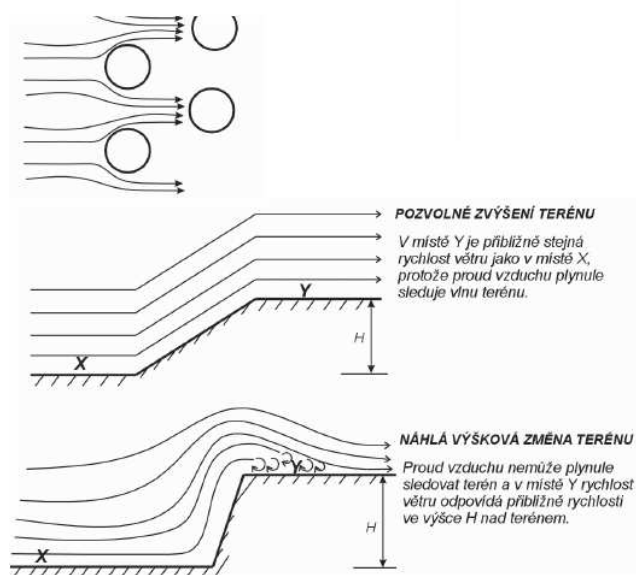 POZVOLNÉ ZVÝŠENÍ TERÉNU
V místě Y je přibližně stejná
rychlost větru jako v místě X,
protože proud vzduchu plynule
sleduje vlnu terénu.
Y
H
X
NÁHLÁ VÝŠKOVÁ ZMĚNA TERÉNU
Y
Proud vzduchu nemůže plynule
sledovat terén a v místě Y rychlost
větru odpovídá přibližně rychlosti
ve výšce H nad terénem.
H
X